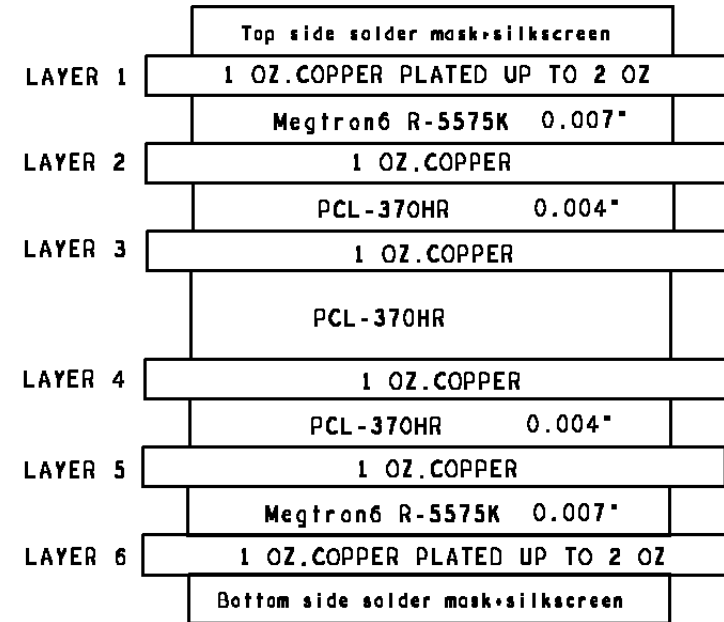 Top side solder mask+silkscreen
LAYER 1 1 OZ.COPPER PLATED UP TO 2 OZ
Megtron6 R-5575K 0.007"
LAYER 2 1 OZ.COPPER
PCL-370HR 0.004"
LAYER 3 1 OZ.COPPER
PCL-370HR
LAYER 4 1 OZ.COPPER
PCL-370HR 0.004"
LAYER 5 1 OZ.COPPER
Megtron6 R-5575K 0.007"
LAYER 6 1 OZ.COPPER PLATED UP TO 2 OZ
Bottom side solder mask+silkscreen